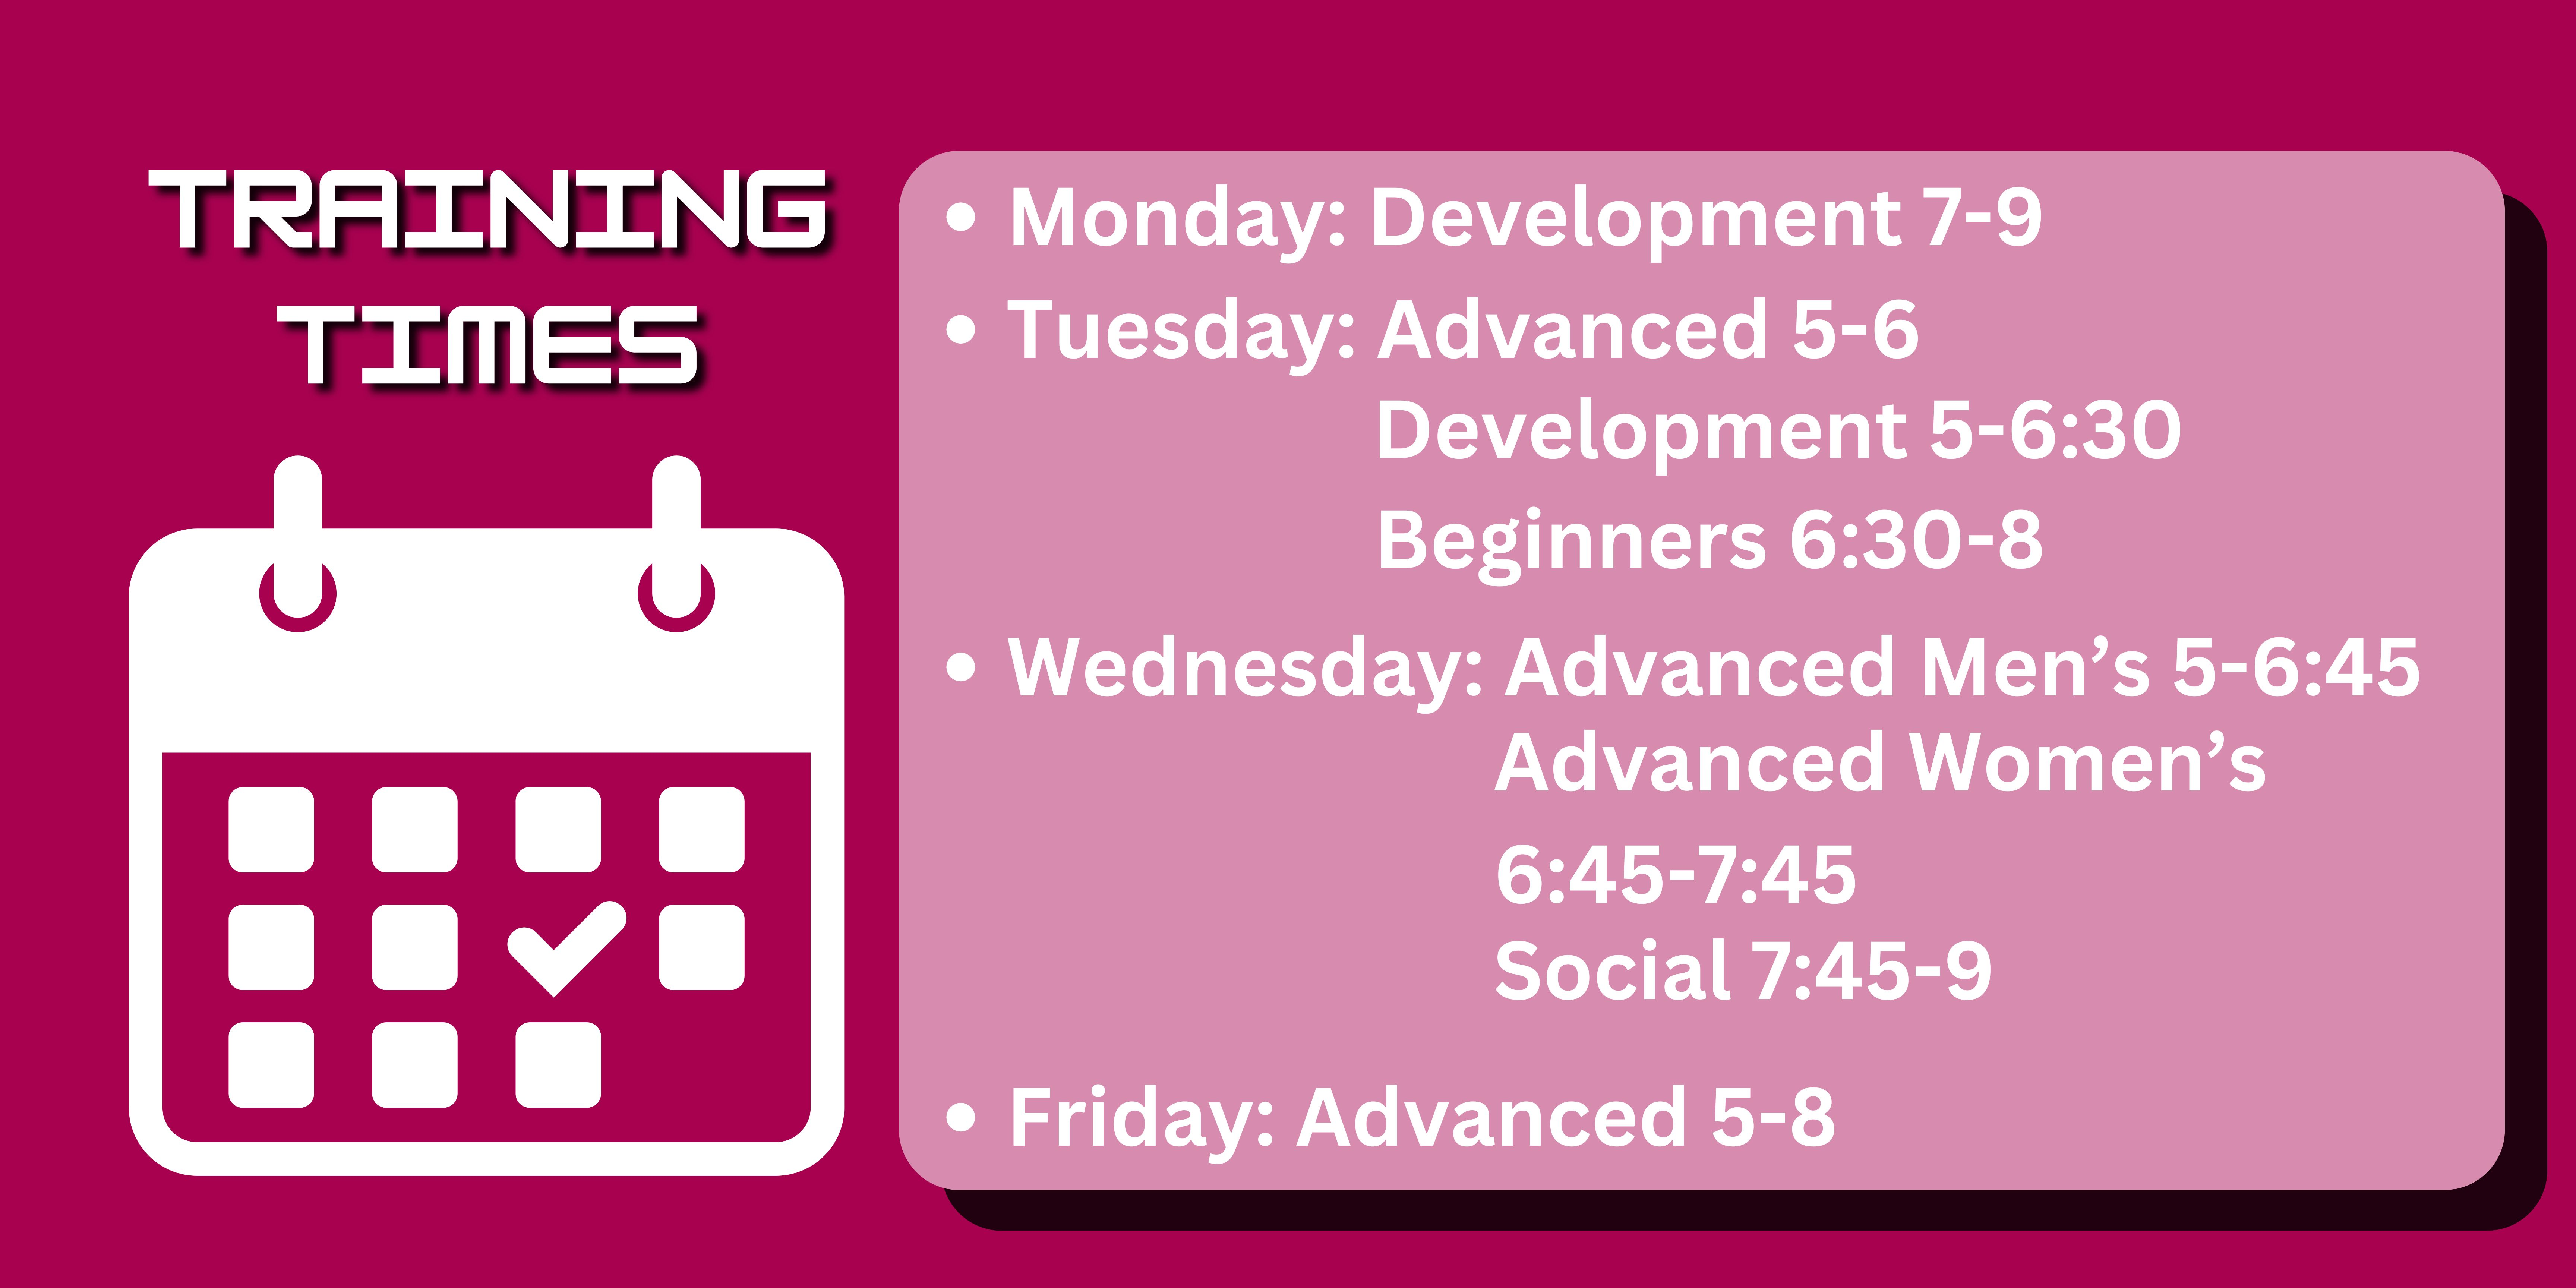 TRAINING
TIMES
• Monday: Development 7-9
• Tuesday: Advanced 5-6
Development 5-6:30
Beginners 6:30-8
• Wednesday: Advanced Men’s 5-6:45
Advanced Women’s
6:45-7:45
Social 7:45-9
• Friday: Advanced 5-8